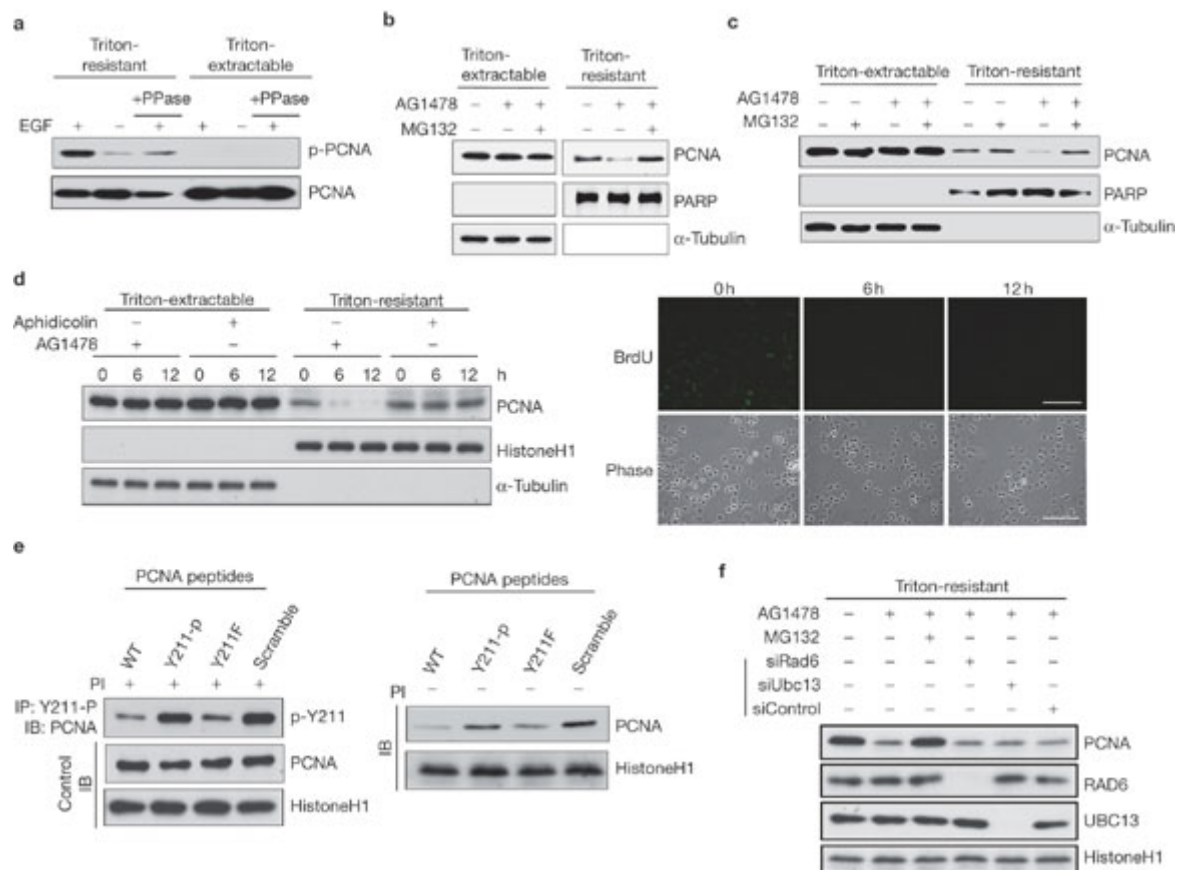 a
Triton-resistant Triton-extractable
+PPase +PPase
EGF + – + + – +
p-PCNA
PCNA
b
Triton-extractable Triton-resistant
AG1478 – + + – + +
MG132 – – + – – +
PCNA
PARP
α-Tubulin
c
Triton-extractable Triton-resistant
AG1478 – – + + – – + +
MG132 – + – + – + – +
PCNA
PARP
α-Tubulin
d
Triton-extractable Triton-resistant
Aphidicolin – + – +
AG1478 + – + –
0 6 12 0 6 12 0 6 12 0 6 12 h
PCNA
HistoneH1
α-Tubulin
0 h 6 h 12 h
BrdU
Phase
e
PCNA peptides
WT Y211-p Y211F Scramble
PI + + + +
IP: Y211-P
IB: PCNA
p-Y211
Control
IB
PCNA
HistoneH1
PCNA peptides
WT Y211-p Y211F Scramble
PI – – – –
IB
PCNA
HistoneH1
f
Triton-resistant
AG1478 – + + + + +
MG132 – – + – – –
siRad6 – – – + – –
siUbc13 – – – – + –
siControl – – – – – +
PCNA
RAD6
UBC13
HistoneH1